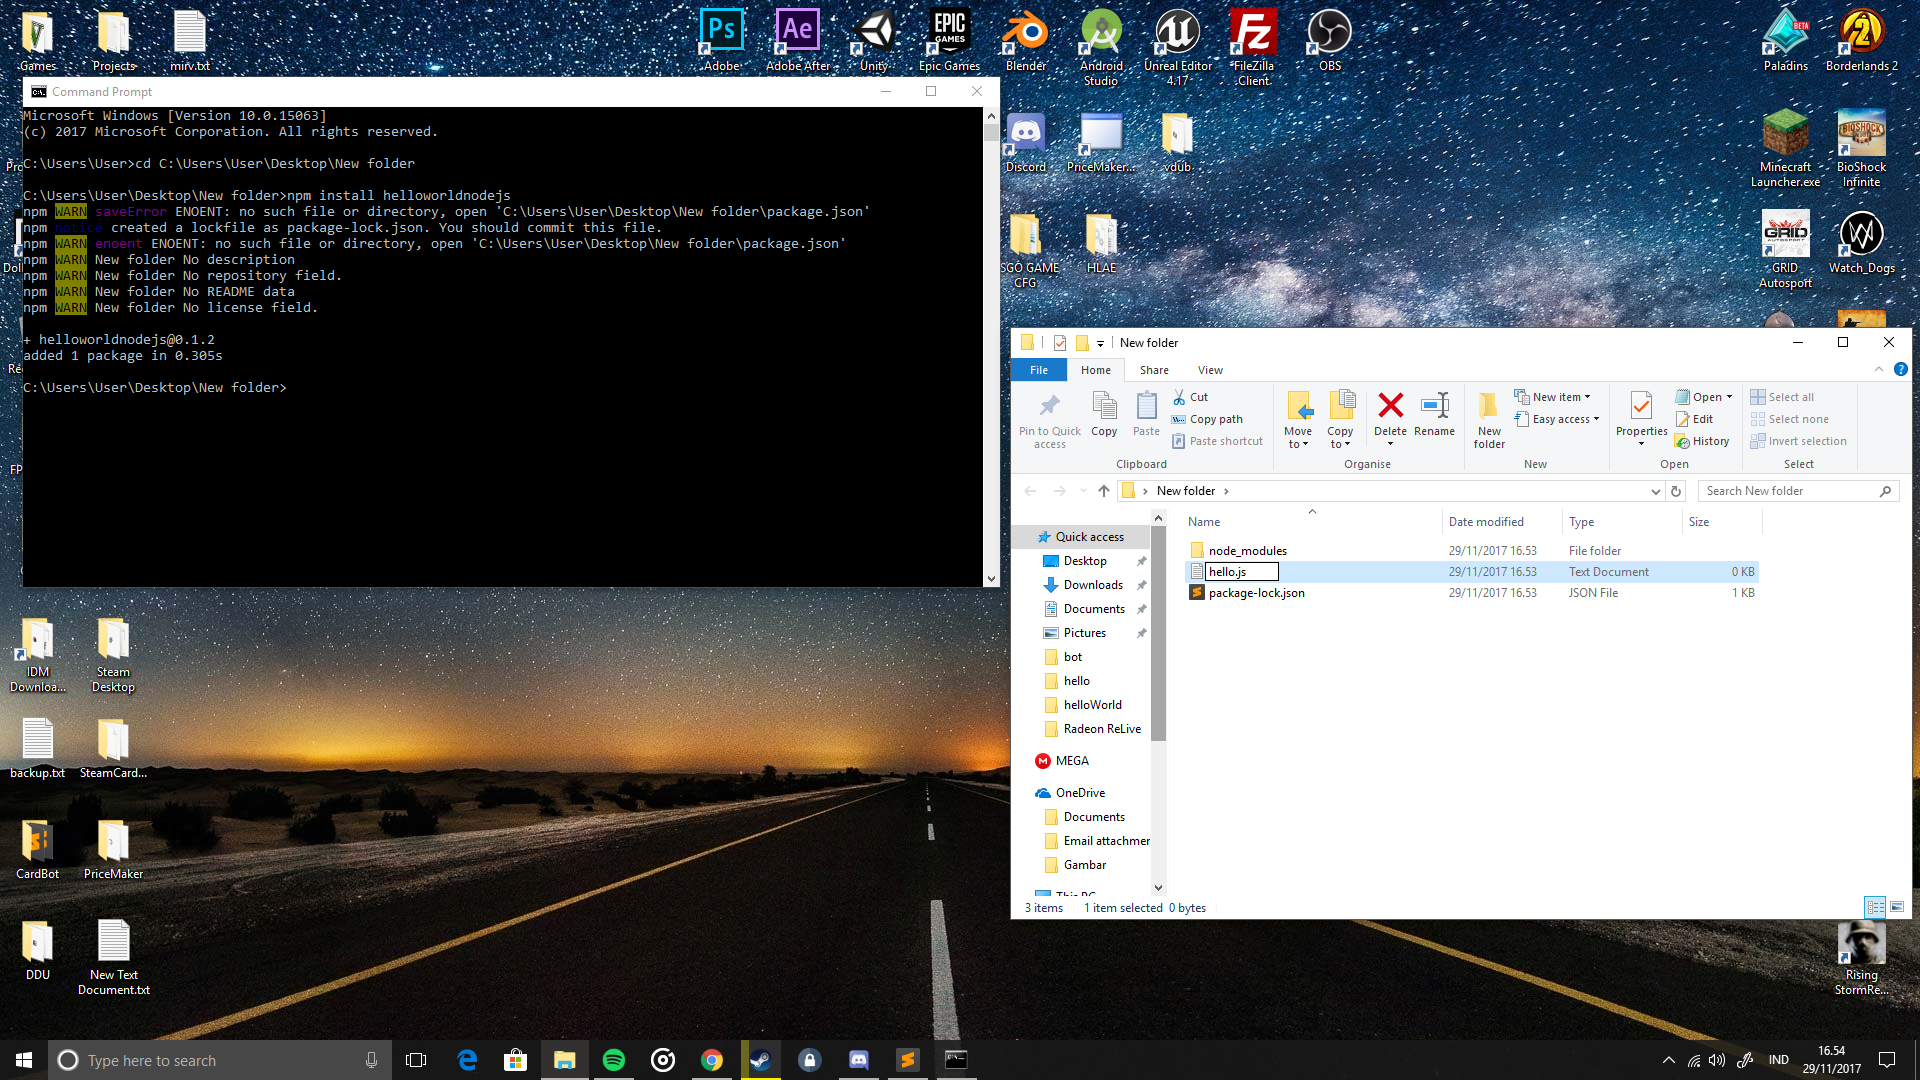 Games
Projects
mirv.txt
Ps
Adobe
Ae
Adobe After
Unity
EPIC
GAMES
Epic Games
Blender
Android
Studio
Unreal Editor
4.17
FileZilla
Client
OBS
BETA
Paladins
2
Borderlands 2
Command Prompt
Microsoft Windows [Version 10.0.15063]
(c) 2017 Microsoft Corporation. All rights reserved.
C:\Users\User>cd C:\Users\User\Desktop\New folder
C:\Users\User\Desktop\New folder>npm install helloworldnodejs
npm WARN saveError ENOENT: no such file or directory, open 'C:\Users\User\Desktop\New folder\package.json'
npm notice created a lockfile as package-lock.json. You should commit this file.
npm WARN enoent ENOENT: no such file or directory, open 'C:\Users\User\Desktop\New folder\package.json'
npm WARN New folder No description
npm WARN New folder No repository field.
npm WARN New folder No README data
npm WARN New folder No license field.
+ helloworldnodejs@0.1.2
added 1 package in 0.305s
C:\Users\User\Desktop\New folder>
Discord
PriceMaker...
vdub
Minecraft
Launcher.exe
BIOSHOCK
INFINITE
BioShock
Infinite
SGO GAME
CFG
HLAE
GRID
AUTOSPORT
GRID
Autosport
Watch_Dogs
New folder
File
Home
Share
View
Pin to Quick
access
Copy
Paste
Cut
Copy path
Paste shortcut
Clipboard
Move
to
Copy
to
Delete
Rename
Organise
New
folder
New item
Easy access
New
Properties
Open
Edit
History
Open
Select all
Select none
Invert selection
Select
New folder
Search New folder
Name
Date modified
Type
Size
node_modules
29/11/2017 16.53
File folder
hello.js
29/11/2017 16.53
Text Document
0 KB
package-lock.json
29/11/2017 16.53
JSON File
1 KB
Quick access
Desktop
Downloads
Documents
Pictures
bot
hello
helloWorld
Radeon ReLive
MEGA
OneDrive
Documents
Email attachmer
Gambar
This PC
3 items
1 item selected
0 bytes
IDM
Downloa...
Steam
Desktop
backup.txt
SteamCard...
CardBot
PriceMaker
DDU
New Text
Document.txt
Rising
StormRe...
Type here to search
IND
16.54
29/11/2017